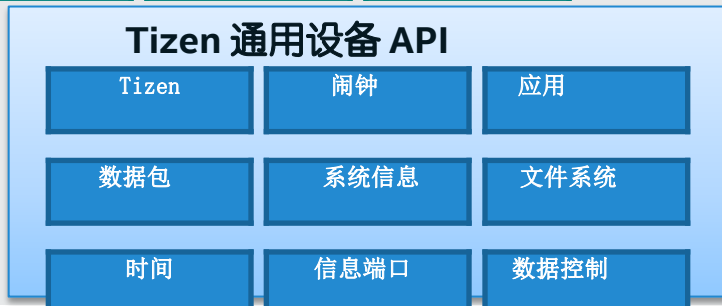 Tizen 通用设备 API
Tizen 闹钟 应用
数据包 系统信息 文件系统
时间 信息端口 数据控制